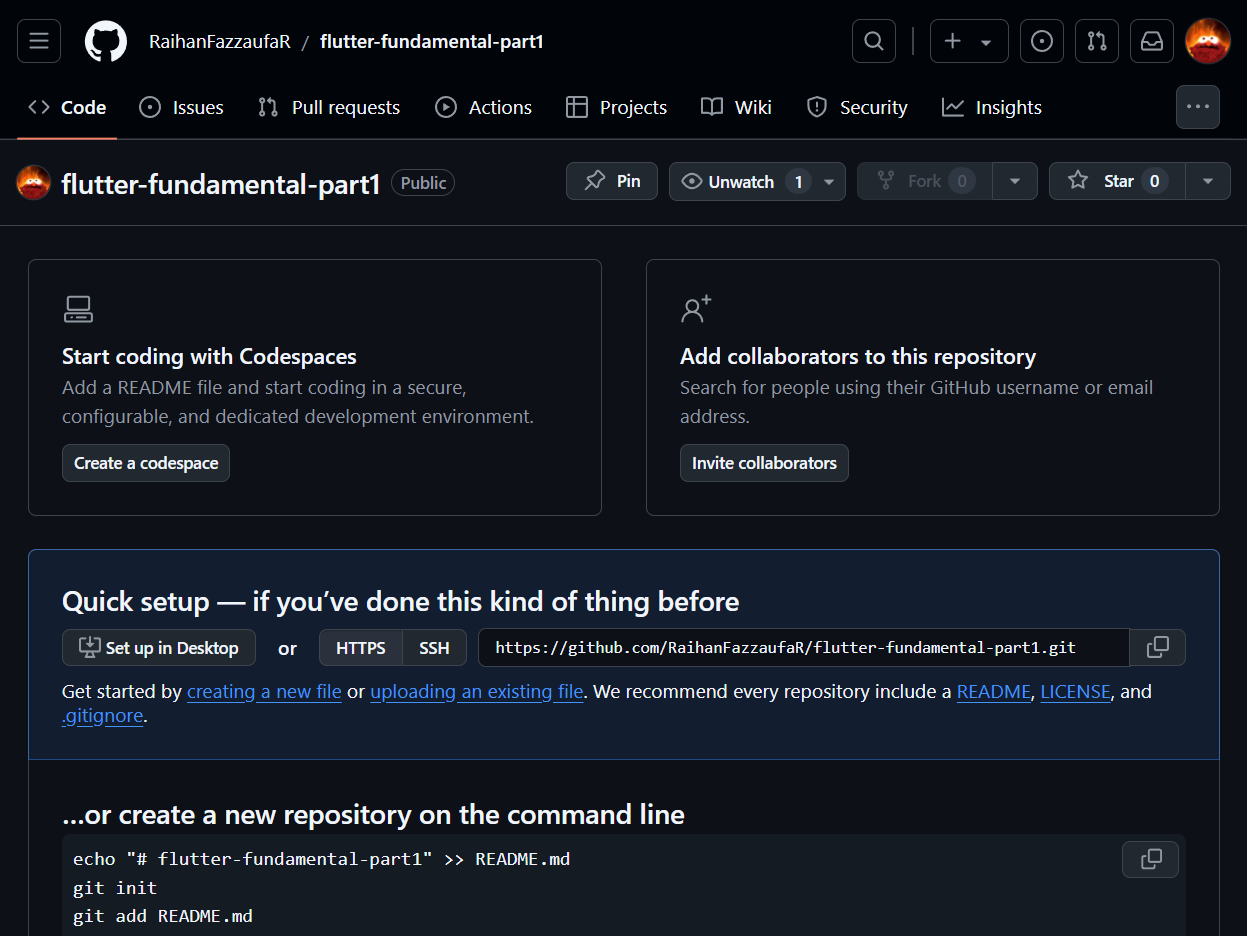 RaihanFazzaufaR / flutter-fundamental-part1
Code Issues Pull requests Actions Projects Wiki Security Insights
flutter-fundamental-part1 Public Pin Unwatch 1 Fork 0 Star 0
Start coding with Codespaces
Add a README file and start coding in a secure,
configurable, and dedicated development environment.
Create a codespace
Add collaborators to this repository
Search for people using their GitHub username or email
address.
Invite collaborators
Quick setup — if you’ve done this kind of thing before
Set up in Desktop or HTTPS SSH https://github.com/RaihanFazzaufaR/flutter-fundamental-part1.git
Get started by creating a new file or uploading an existing file. We recommend every repository include a README, LICENSE, and
.gitignore.
…or create a new repository on the command line
echo "# flutter-fundamental-part1" >> README.md
git init
git add README.md